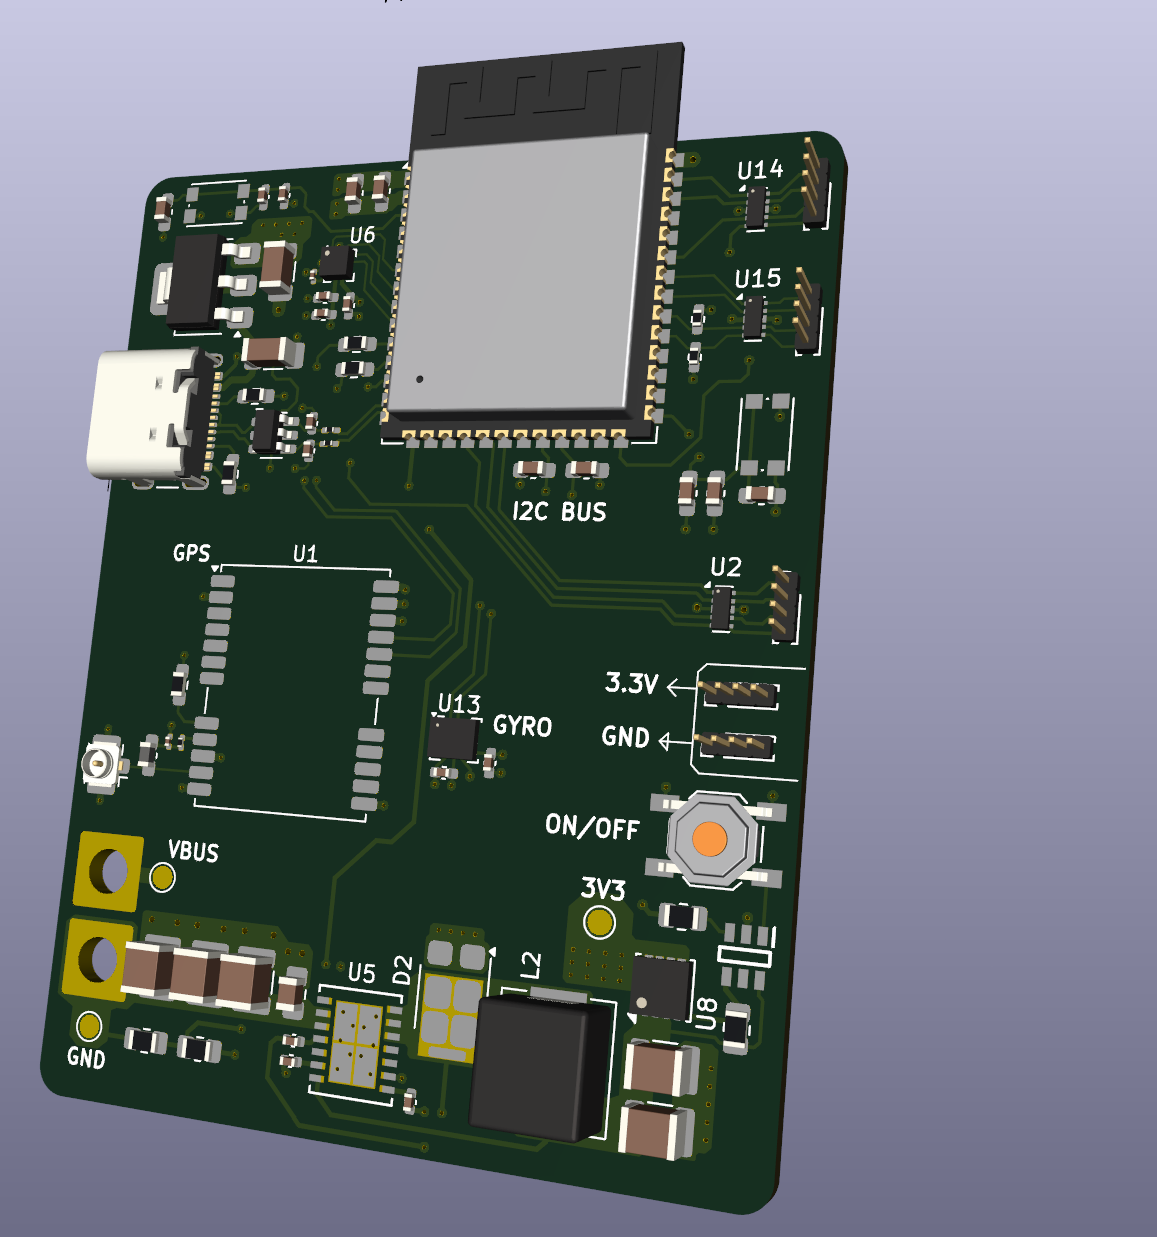 U14
U6
U15
I2C BUS
GPS
U1
U2
3.3V
U13
GYRO
GND
ON/OFF
VBUS
3V3
L2
D2
U5
U8
GND